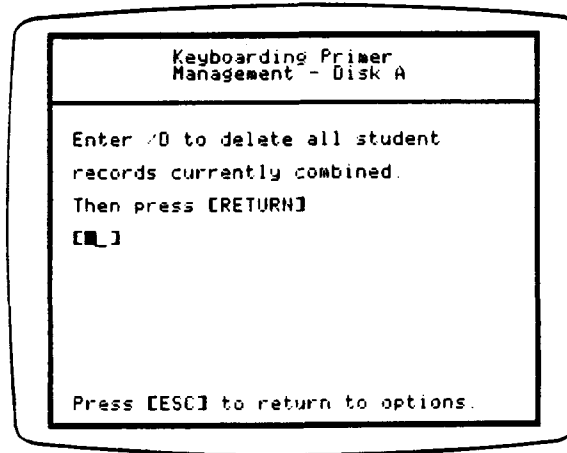 Keyboarding Primer
Management - Disk A
Enter /D to delete all student
records currently combined.
Then press [RETURN]
[█_]
Press [ESC] to return to options.